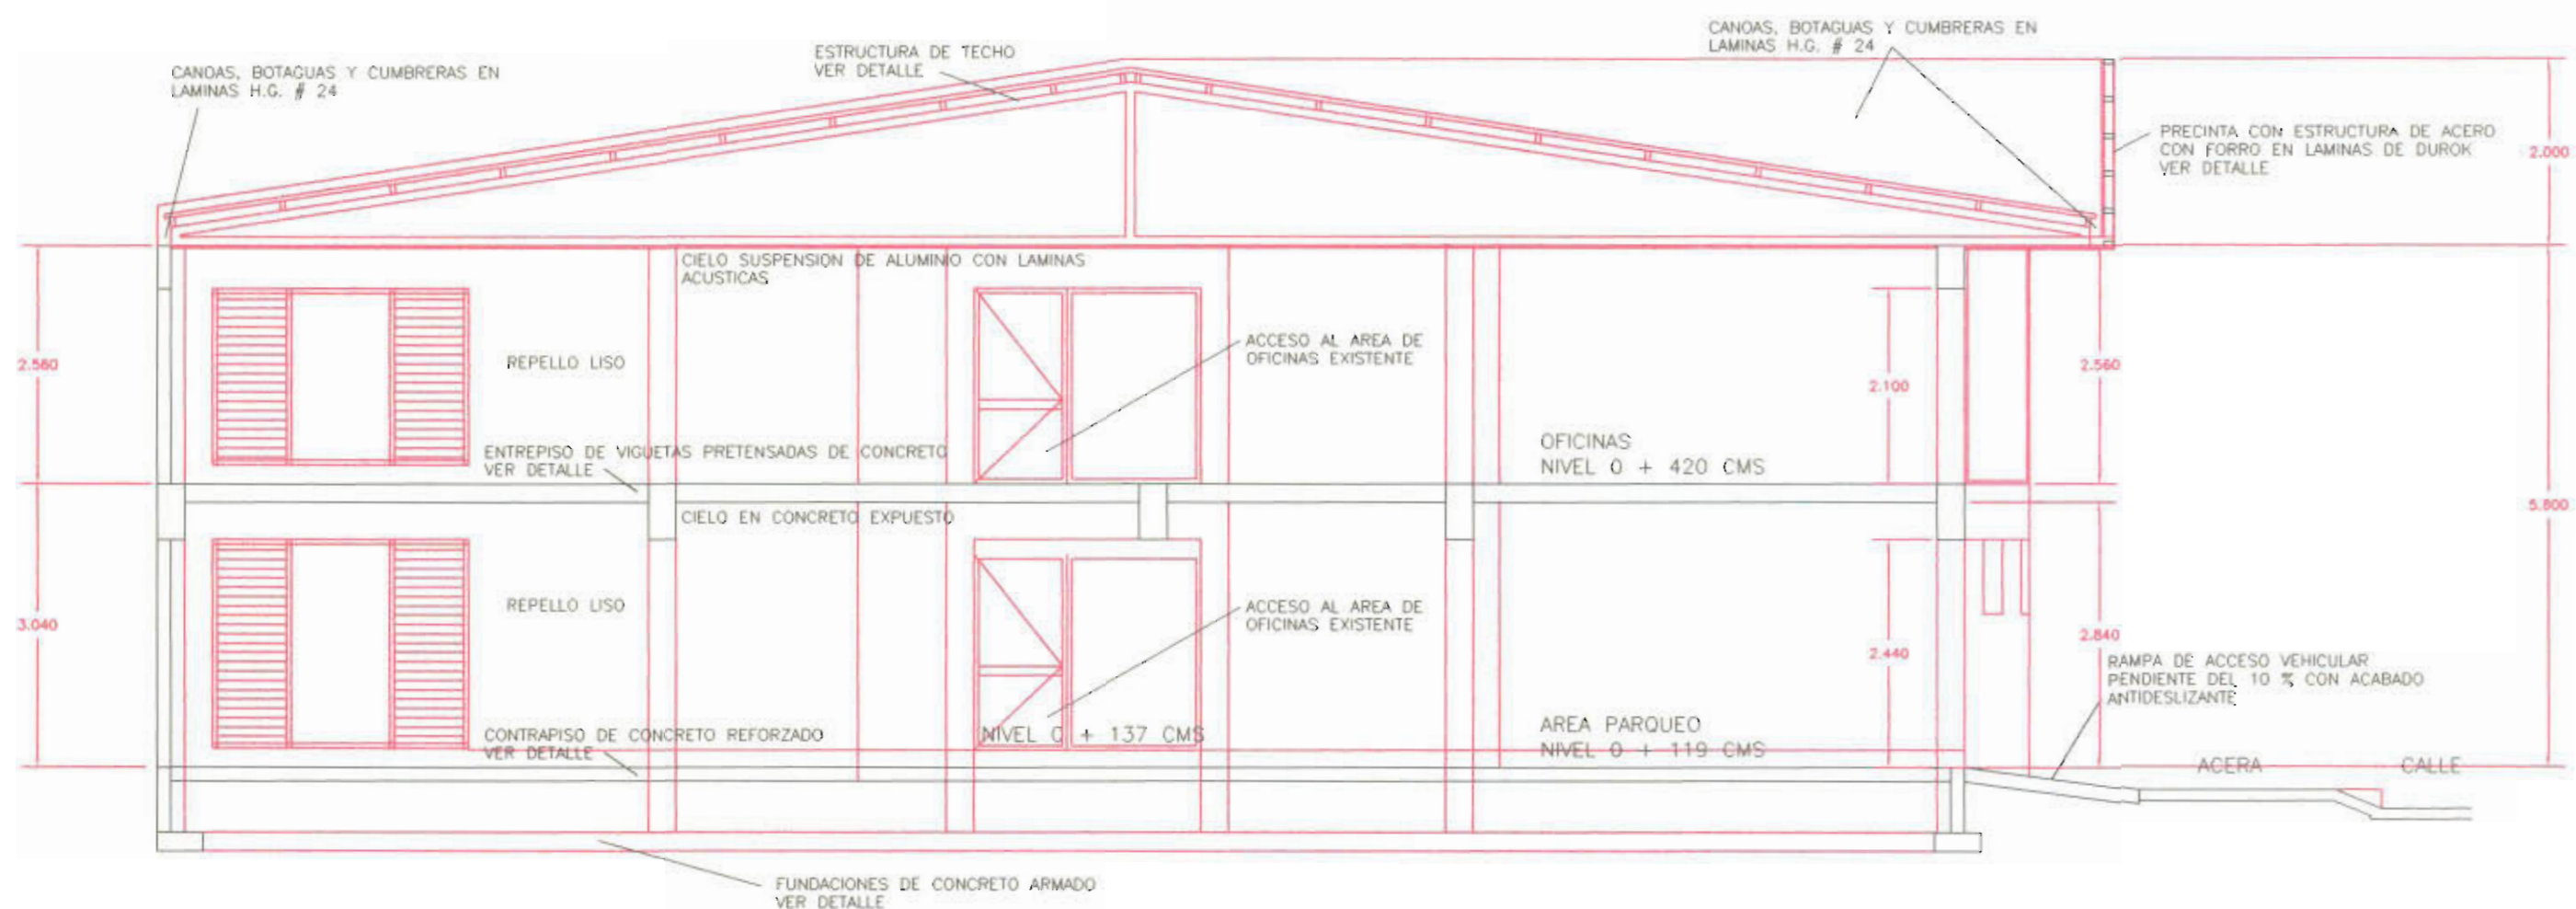 CANOAS, BOTAGUAS Y CUMBRERAS EN
LAMINAS H.G. # 24
ESTRUCTURA DE TECHO
VER DETALLE
CANOAS, BOTAGUAS Y CUMBRERAS EN
LAMINAS H.G. # 24
PRECINTA CON ESTRUCTURA DE ACERO
CON FORRO EN LAMINAS DE DUROK
VER DETALLE
2.000
CIELO SUSPENSION DE ALUMINIO CON LAMINAS
ACUSTICAS
2.560
REPELLO LISO
ACCESO AL AREA DE
OFICINAS EXISTENTE
2.100
2.560
ENTREPISO DE VIGUETAS PRETENSADAS DE CONCRETO
VER DETALLE
OFICINAS
NIVEL 0 + 420 CMS
5.800
CIELO EN CONCRETO EXPUESTO
3.040
REPELLO LISO
ACCESO AL AREA DE
OFICINAS EXISTENTE
2.440
2.840
RAMPA DE ACCESO VEHICULAR
PENDIENTE DEL 10 % CON ACABADO
ANTIDESLIZANTE
CONTRAPISO DE CONCRETO REFORZADO
VER DETALLE
NIVEL 0 + 137 CMS
AREA PARQUEO
NIVEL 0 + 119 CMS
ACERA
CALLE
FUNDACIONES DE CONCRETO ARMADO
VER DETALLE